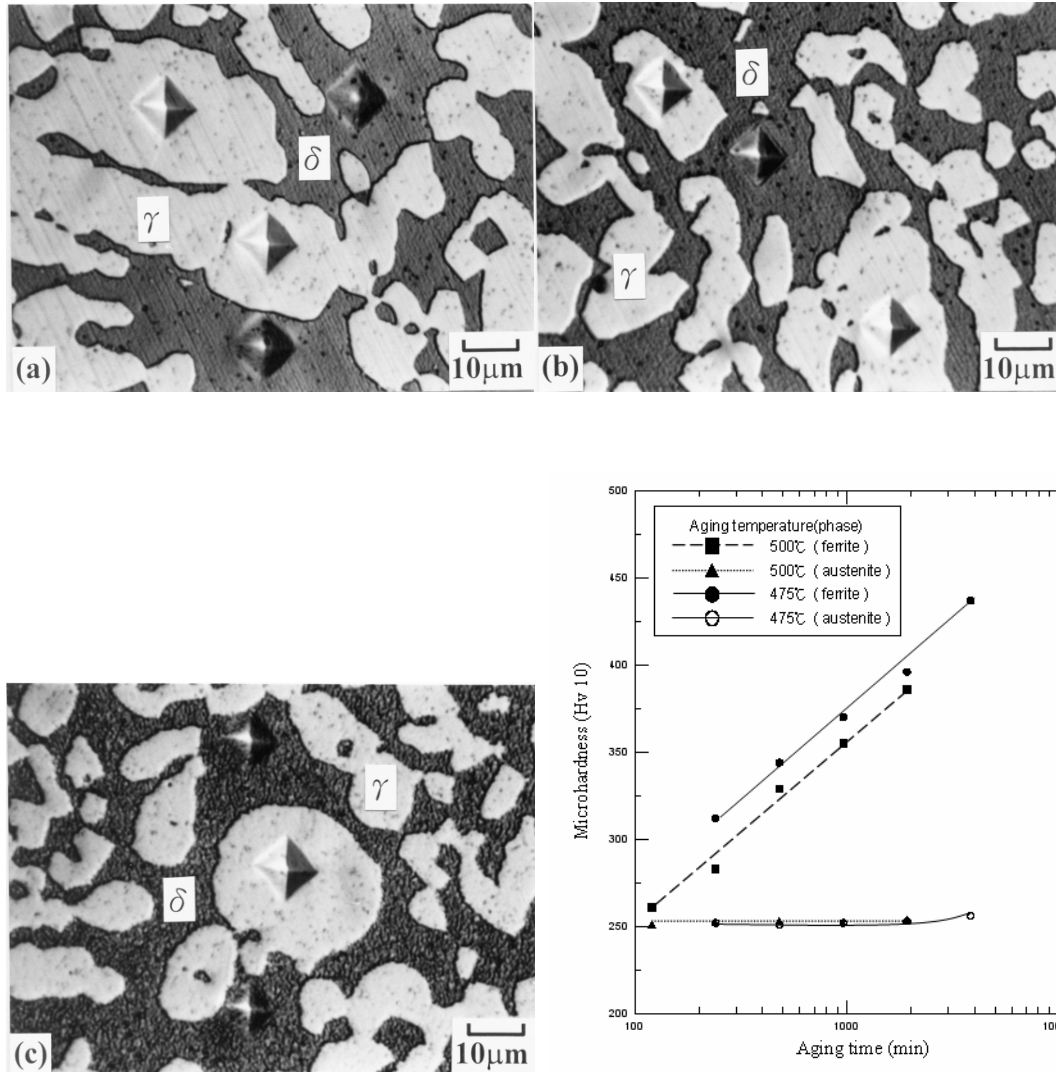 δ
γ
(a)
10μm
δ
γ
(b)
10μm
γ
δ
(c)
10μm
500
450
400
350
300
250
200
Microhardness (Hv 10)
Aging temperature(phase)
500℃ ( ferrite )
500℃ ( austenite )
475℃ ( ferrite )
475℃ ( austenite )
100
1000
Aging time (min)